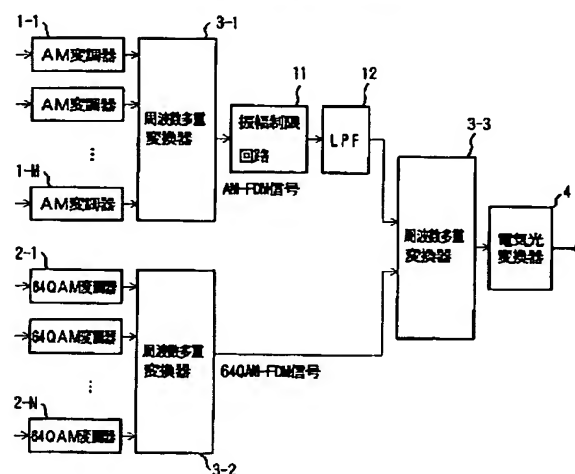 1-1
AM変調器
AM変調器
⋮
1-M
AM変調器
3-1
周波数多重
変換器
11
振幅制限
回路
AM-FDM信号
12
LPF
3-3
周波数多重
変換器
4
電気光
変換器
2-1
64QAM変調器
64QAM変調器
⋮
2-N
64QAM変調器
周波数多重
変換器
3-2
64QAM-FDM信号